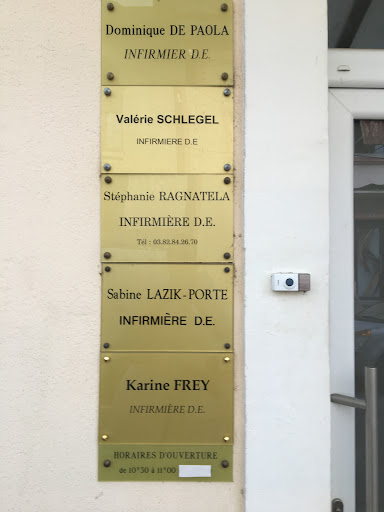 Dominique DE PAOLA
INFIRMIER D.E.
Valérie SCHLEGEL
INFIRMIERE D.E
Stéphanie RAGNATELA
INFIRMIÈRE D.E.
Tél : 03.82.84.26.70
Sabine LAZIK-PORTE
INFIRMIÈRE D.E.
Karine FREY
INFIRMIÈRE D.E.
HORAIRES D'OUVERTURE
de 10H30 à 11H00